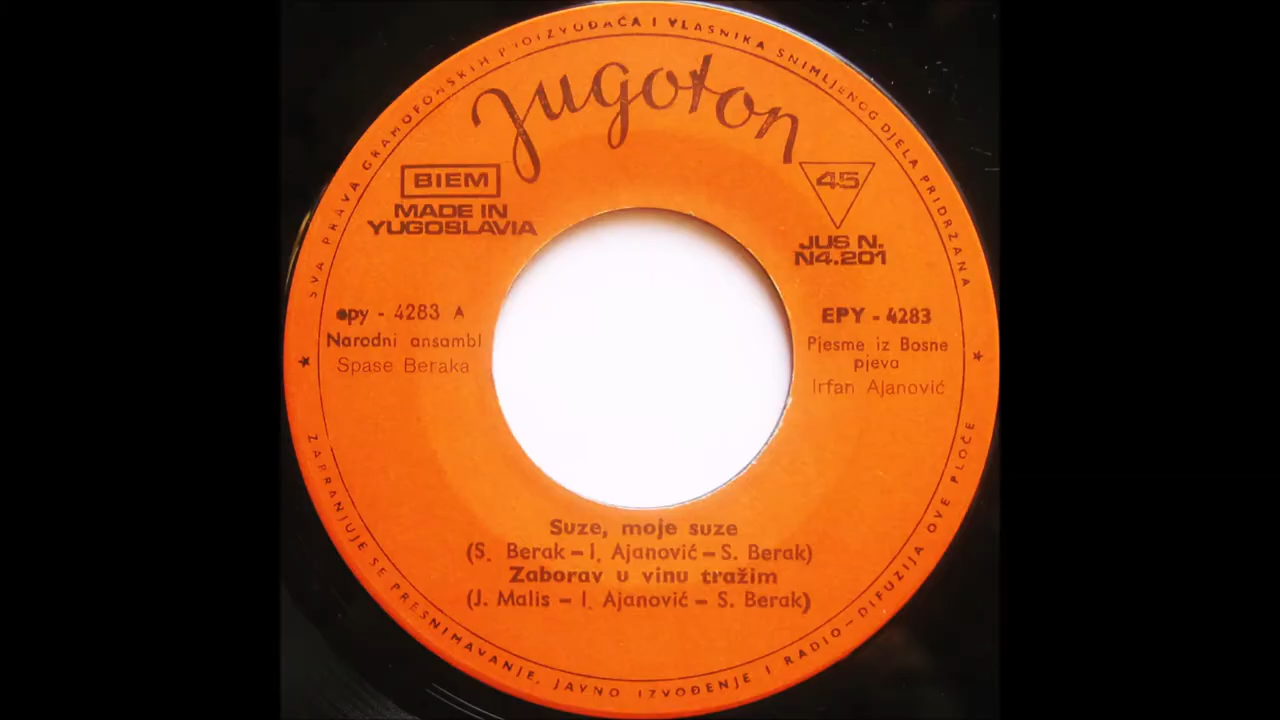 SVA PRAVA GRAMOFONSKIH PROIZVOĐAČA I VLASNIKA SNIMLJENOG DJELA PRIDRŽANA
Jugoton
BIEM
MADE IN
YUGOSLAVIA
45
JUS N.
N4.201
epy - 4283 A
Narodni ansambl
Spase Beraka
EPY - 4283
Pjesme iz Bosne
pjeva
Irfan Ajanović
Suze, moje suze
(S. Berak – I. Ajanović – S. Berak)
Zaborav u vinu tražim
(J. Malis – I. Ajanović – S. Berak)
ZABRANJUJE SE PRESNIMAVANJE, JAVNO IZVOĐENJE I RADIO-DIFUZIJA OVE PLOČE